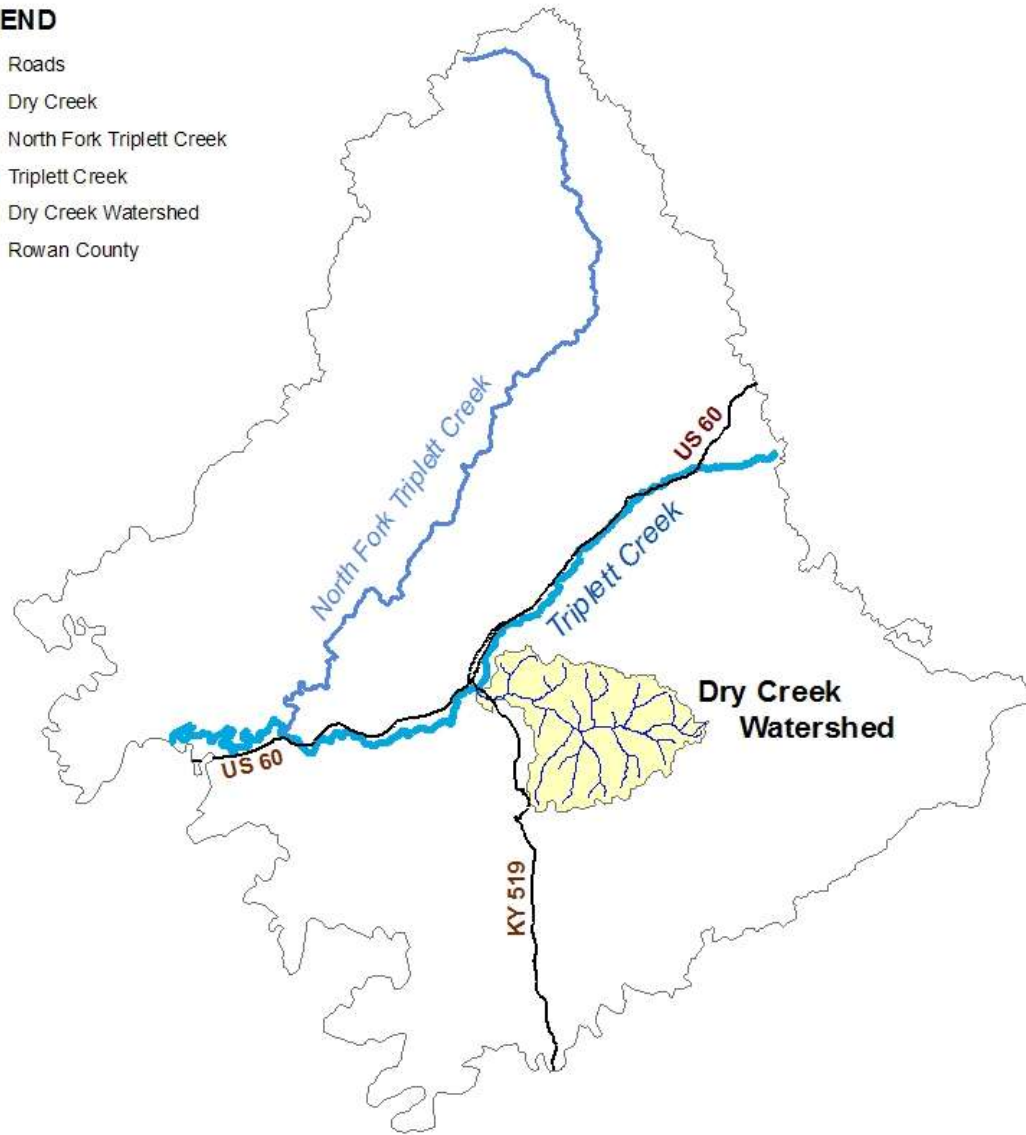 END
Roads
Dry Creek
North Fork Triplett Creek
Triplett Creek
Dry Creek Watershed
Rowan County
North Fork Triplett Creek
US 60
Triplett Creek
Dry Creek
Watershed
US 60
KY 519